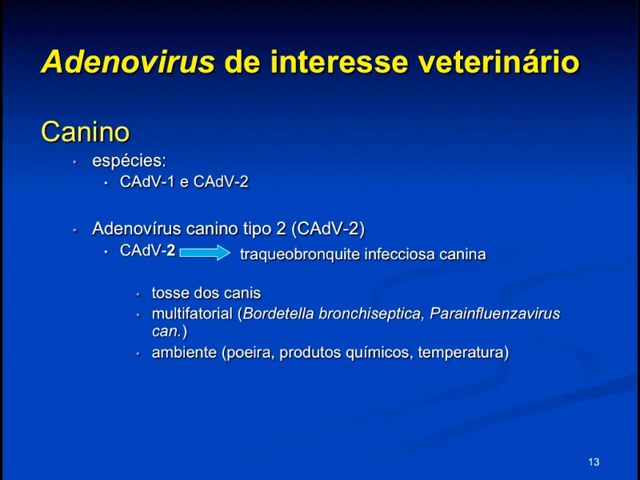 Adenovirus de interesse veterinário
Canino
• espécies:
• CAdV-1 e CAdV-2
• Adenovírus canino tipo 2 (CAdV-2)
• CAdV-2 traqueobronquite infecciosa canina
• tosse dos canis
• multifatorial (Bordetella bronchiseptica, Parainfluenzavirus
can.)
• ambiente (poeira, produtos químicos, temperatura)
13